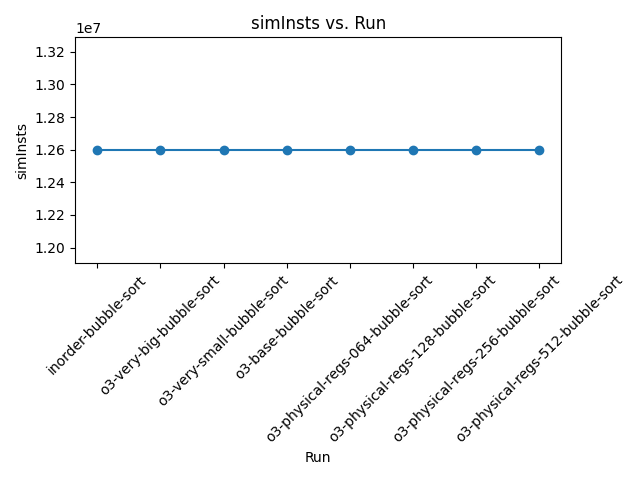 simInsts vs. Run
1e7
1.32
1.30
1.28
1.26
1.24
1.22
1.20
simInsts
inorder-bubble-sort
o3-very-big-bubble-sort
o3-very-small-bubble-sort
o3-base-bubble-sort
o3-physical-regs-064-bubble-sort
o3-physical-regs-128-bubble-sort
o3-physical-regs-256-bubble-sort
o3-physical-regs-512-bubble-sort
Run